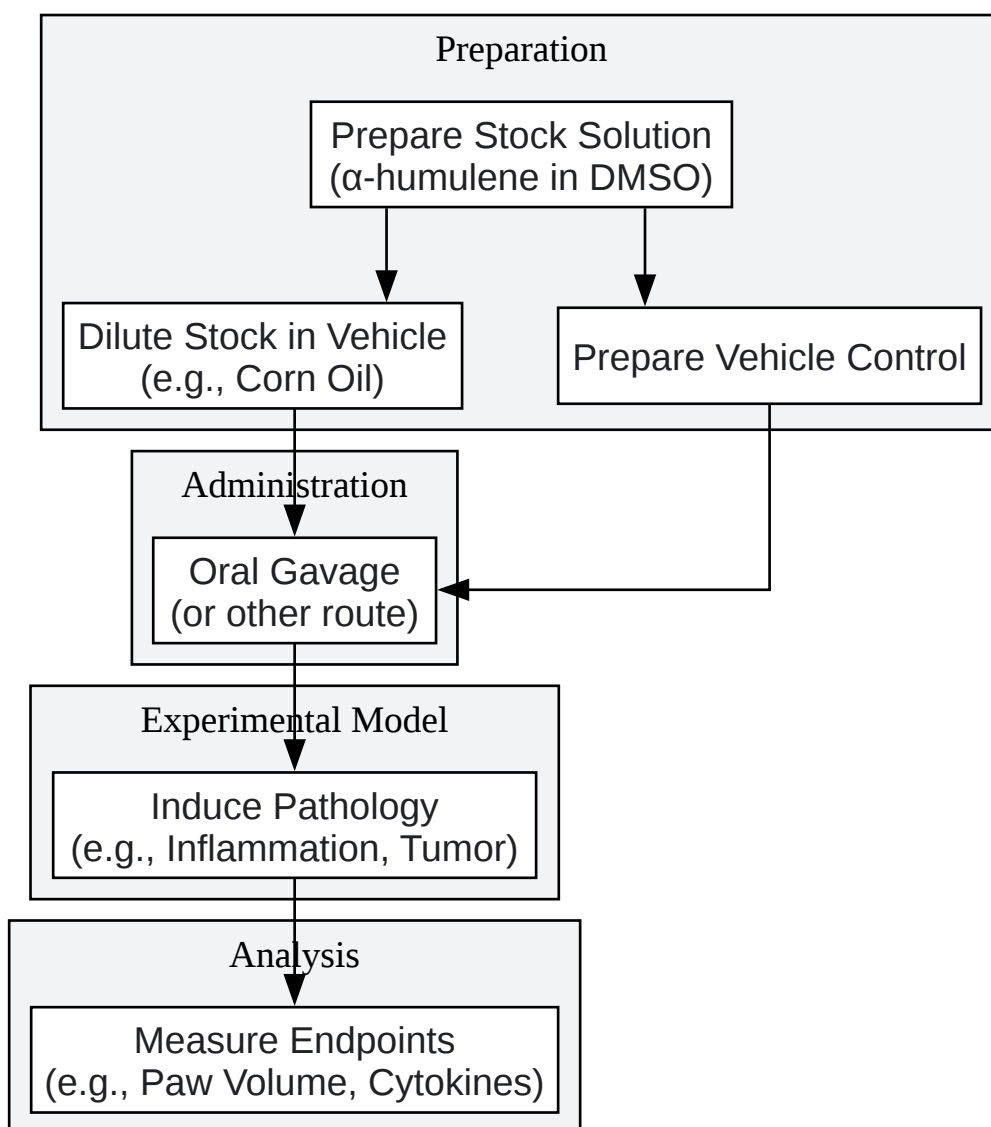 Preparation
Prepare Stock Solution
(α-humulene in DMSO)
Dilute Stock in Vehicle
(e.g., Corn Oil)
Prepare Vehicle Control
Administration
Oral Gavage
(or other route)
Experimental Model
Induce Pathology
(e.g., Inflammation, Tumor)
Analysis
Measure Endpoints
(e.g., Paw Volume, Cytokines)